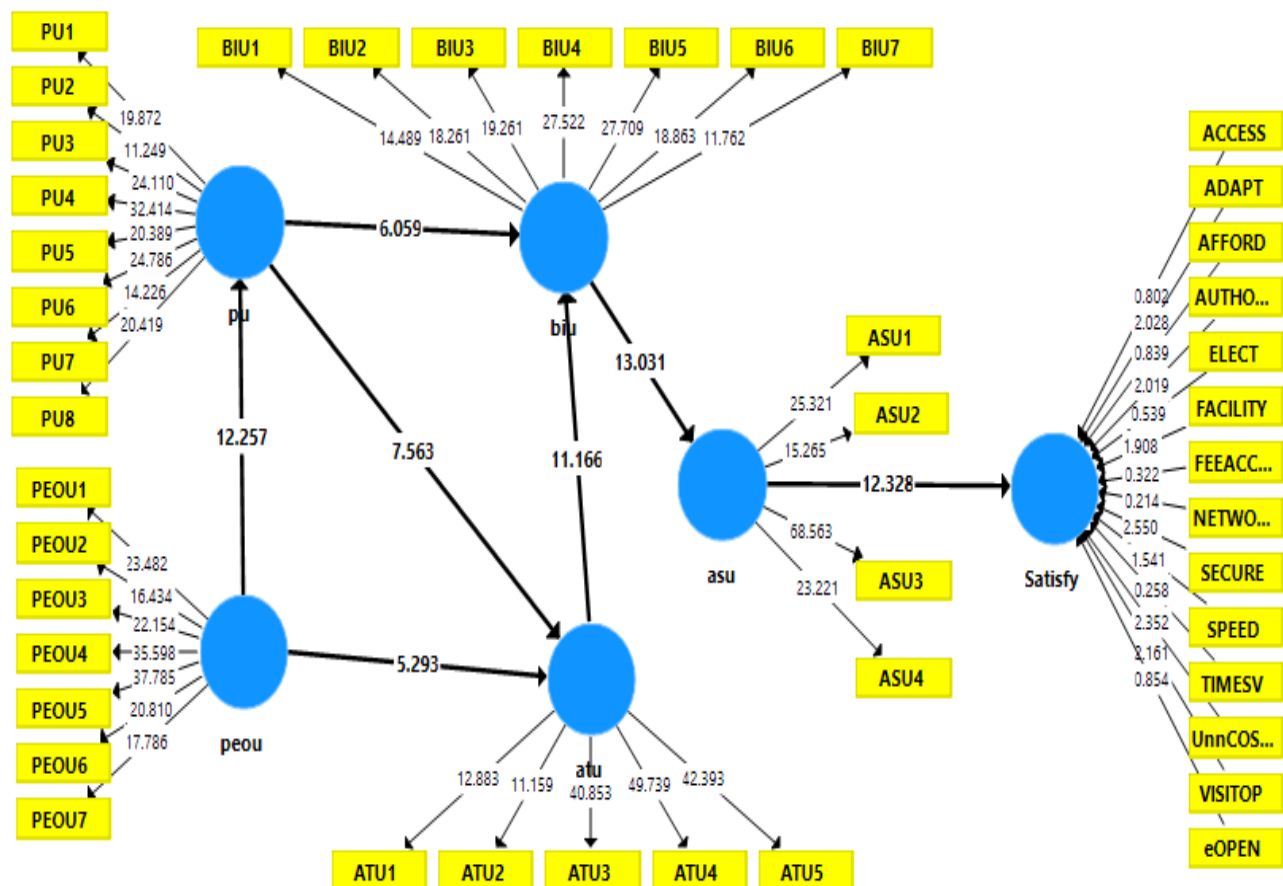 PU1
PU2
PU3
PU4
PU5
PU6
PU7
PU8
19.872
11.249
24.110
32.414
20.389
24.786
14.226
20.419
pu
BIU1
BIU2
BIU3
BIU4
BIU5
BIU6
BIU7
14.489
18.261
19.261
27.522
27.709
18.863
11.762
biu
6.059
12.257
7.563
11.166
13.031
5.293
12.328
PEOU1
PEOU2
PEOU3
PEOU4
PEOU5
PEOU6
PEOU7
23.482
16.434
22.154
35.598
37.785
20.810
17.786
peou
atu
12.883
11.159
40.853
49.739
42.393
ATU1
ATU2
ATU3
ATU4
ATU5
asu
25.321
15.265
68.563
23.221
ASU1
ASU2
ASU3
ASU4
Satisfy
0.802
2.028
0.839
2.019
0.539
1.908
0.322
0.214
2.550
1.541
0.258
2.352
2.161
0.854
ACCESS
ADAPT
AFFORD
AUTHO...
ELECT
FACILITY
FEEACC...
NETWO...
SECURE
SPEED
TIMESV
UnnCOS...
VISITOP
eOPEN